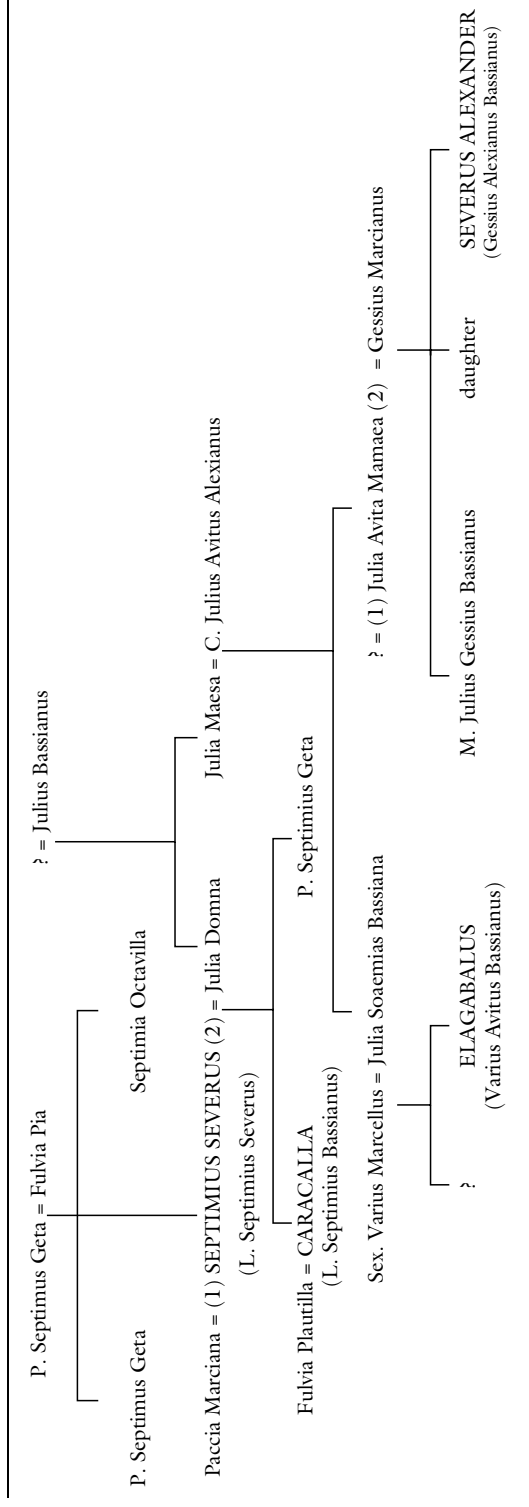 P. Septimus Geta = Fulvia Pia
? = Julius Bassianus
P. Septimus Geta
Septimia Octavilla
Paccia Marciana = (1) SEPTIMIUS SEVERUS (2) = Julia Domna
(L. Septimius Severus)
Julia Maesa = C. Julius Avitus Alexianus
Fulvia Plautilla = CARACALLA
(L. Septimius Bassianus)
P. Septimius Geta
Sex. Varius Marcellus = Julia Soaemias Bassiana
? = (1) Julia Avita Mamaea (2) = Gessius Marcianus
?
ELAGABALUS
(Varius Avitus Bassianus)
M. Julius Gessius Bassianus
daughter
SEVERUS ALEXANDER
(Gessius Alexianus Bassianus)